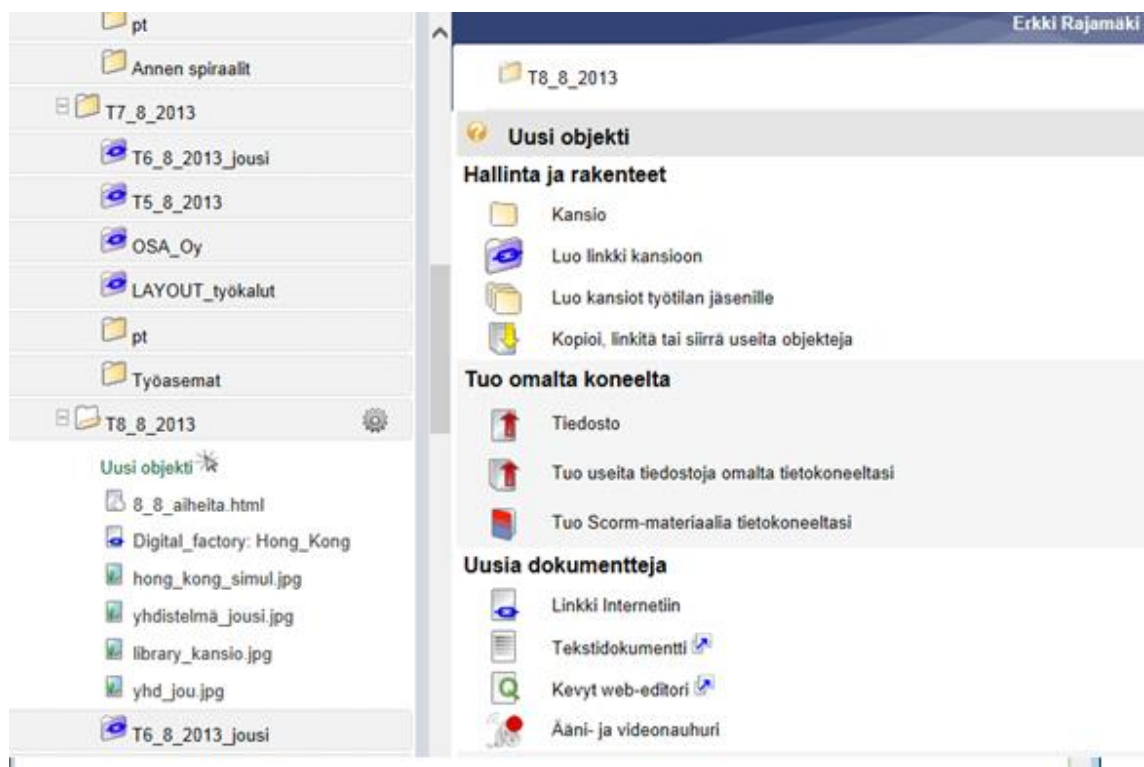 pt
Annen spiraalit
T7_8_2013
T6_8_2013_jousi
T5_8_2013
OSA_Oy
LAYOUT_työkalut
pt
Työasemat
T8_8_2013
Uusi objekti
8_8_aiheita.html
Digital_factory: Hong_Kong
hong_kong_simul.jpg
yhdistelmä_jousi.jpg
library_kansio.jpg
yhd_jou.jpg
T6_8_2013_jousi
Erkki Rajamäki
T8_8_2013
Uusi objekti
Hallinta ja rakenteet
Kansio
Luo linkki kansioon
Luo kansiot työtilan jäsenille
Kopioi, linkitä tai siirrä useita objekteja
Tuo omalta koneelta
Tiedosto
Tuo useita tiedostoja omalta tietokoneeltasi
Tuo Scorm-materiaalia tietokoneeltasi
Uusia dokumentteja
Linkki Internetiin
Tekstidokumentti
Kevyt web-editori
Ääni- ja videonauhuri